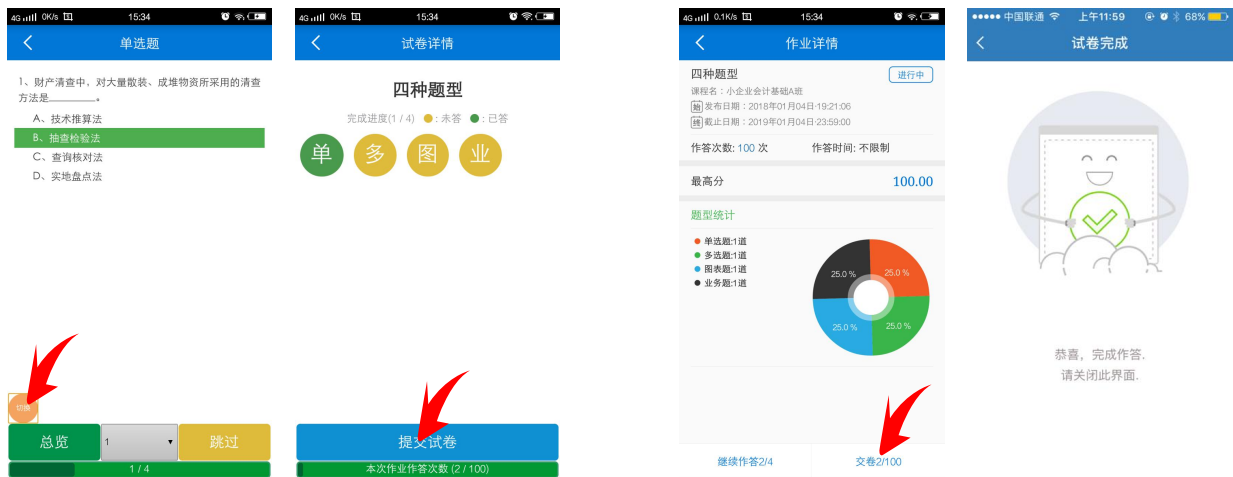 4G 0K/s 15:34
单选题
1、财产清查中，对大量散装、成堆物资所采用的清查
方法是________。
A、技术推算法
B、抽查检验法
C、查询核对法
D、实地盘点法
切换
总览 1 跳过
1 / 4
4G 0K/s 15:34
试卷详情
四种题型
完成进度(1 / 4) : 未答 : 已答
单 多 图 业
提交试卷
本次作业作答次数 (2 / 100)
4G 0.1K/s 15:34
作业详情
四种题型 进行中
课程名：小企业会计基础A班
始 发布日期：2018年01月04日-19:21:06
终 截止日期：2019年01月04日-23:59:00
作答次数: 100 次 作答时间: 不限制
最高分 100.00
题型统计
单选题:1道
多选题:1道
图表题:1道
业务题:1道
25.0 % 25.0 %
25.0 % 25.0 %
继续作答2/4 交卷2/100
中国联通 上午11:59 68%
试卷完成
恭喜，完成作答.
请关闭此界面.